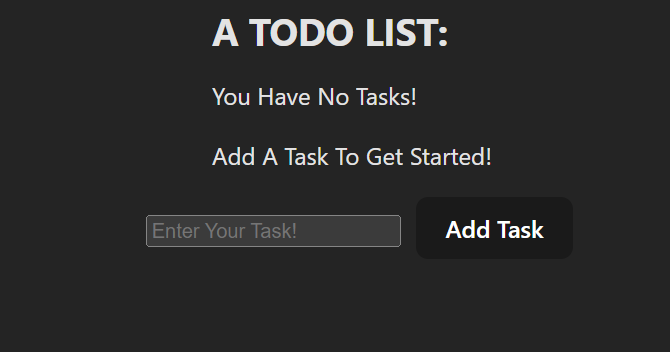 A TODO LIST:
You Have No Tasks!
Add A Task To Get Started!
Enter Your Task!
Add Task